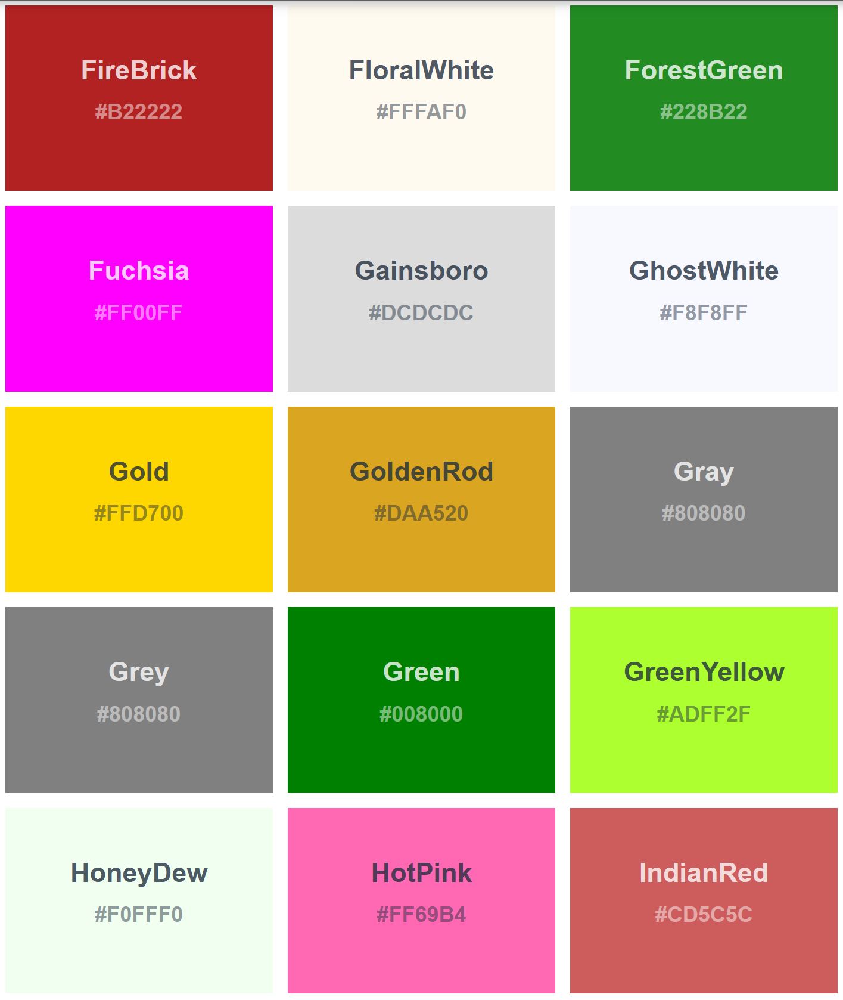 FireBrick
#B22222
FloralWhite
#FFFAF0
ForestGreen
#228B22
Fuchsia
#FF00FF
Gainsboro
#DCDCDC
GhostWhite
#F8F8FF
Gold
#FFD700
GoldenRod
#DAA520
Gray
#808080
Grey
#808080
Green
#008000
GreenYellow
#ADFF2F
HoneyDew
#F0FFF0
HotPink
#FF69B4
IndianRed
#CD5C5C